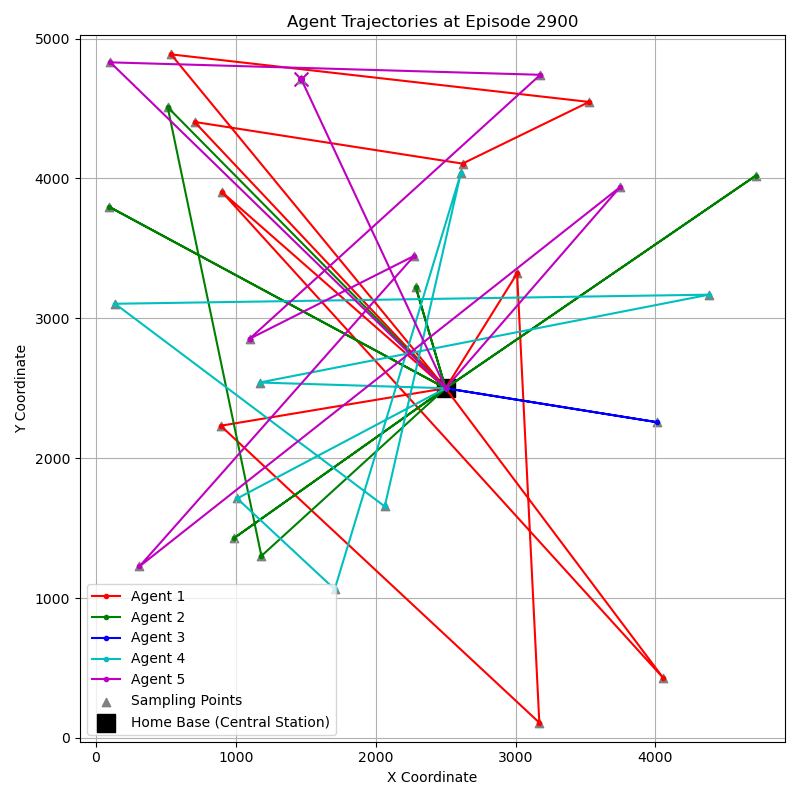 Agent Trajectories at Episode 2900
5000
4000
3000
2000
1000
0
Y Coordinate
Agent 1
Agent 2
Agent 3
Agent 4
Agent 5
Sampling Points
Home Base (Central Station)
0 1000 2000 3000 4000
X Coordinate